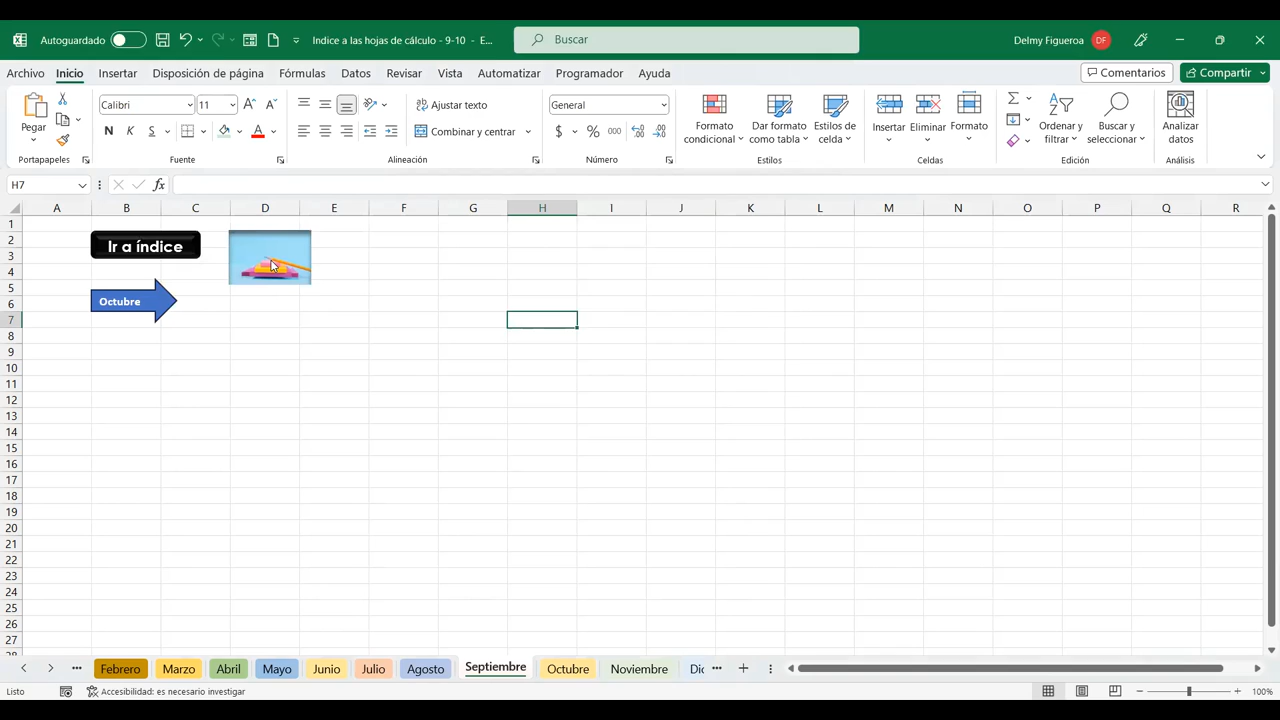 Autoguardado
Indice a las hojas de cálculo - 9-10 - E...
Buscar
Delmy Figueroa
DF
Archivo Inicio Insertar Disposición de página Fórmulas Datos Revisar Vista Automatizar Programador Ayuda
Comentarios
Compartir
Pegar
Portapapeles
Calibri 11
N K S
Fuente
Ajustar texto
Combinar y centrar
Alineación
General
$ % 000
Número
Formato condicional
Dar formato como tabla
Estilos de celda
Estilos
Insertar
Eliminar
Formato
Celdas
Ordenar y filtrar
Buscar y seleccionar
Edición
Analizar datos
Análisis
H7
fx
A B C D E F G H I J K L M N O P Q R
1
2
3
4
5
6
7
8
9
10
11
12
13
14
15
16
17
18
19
20
21
22
23
24
25
26
27
28
Ir a índice
Octubre
Febrero Marzo Abril Mayo Junio Julio Agosto Septiembre Octubre Noviembre Dic
Listo
Accesibilidad: es necesario investigar
100%